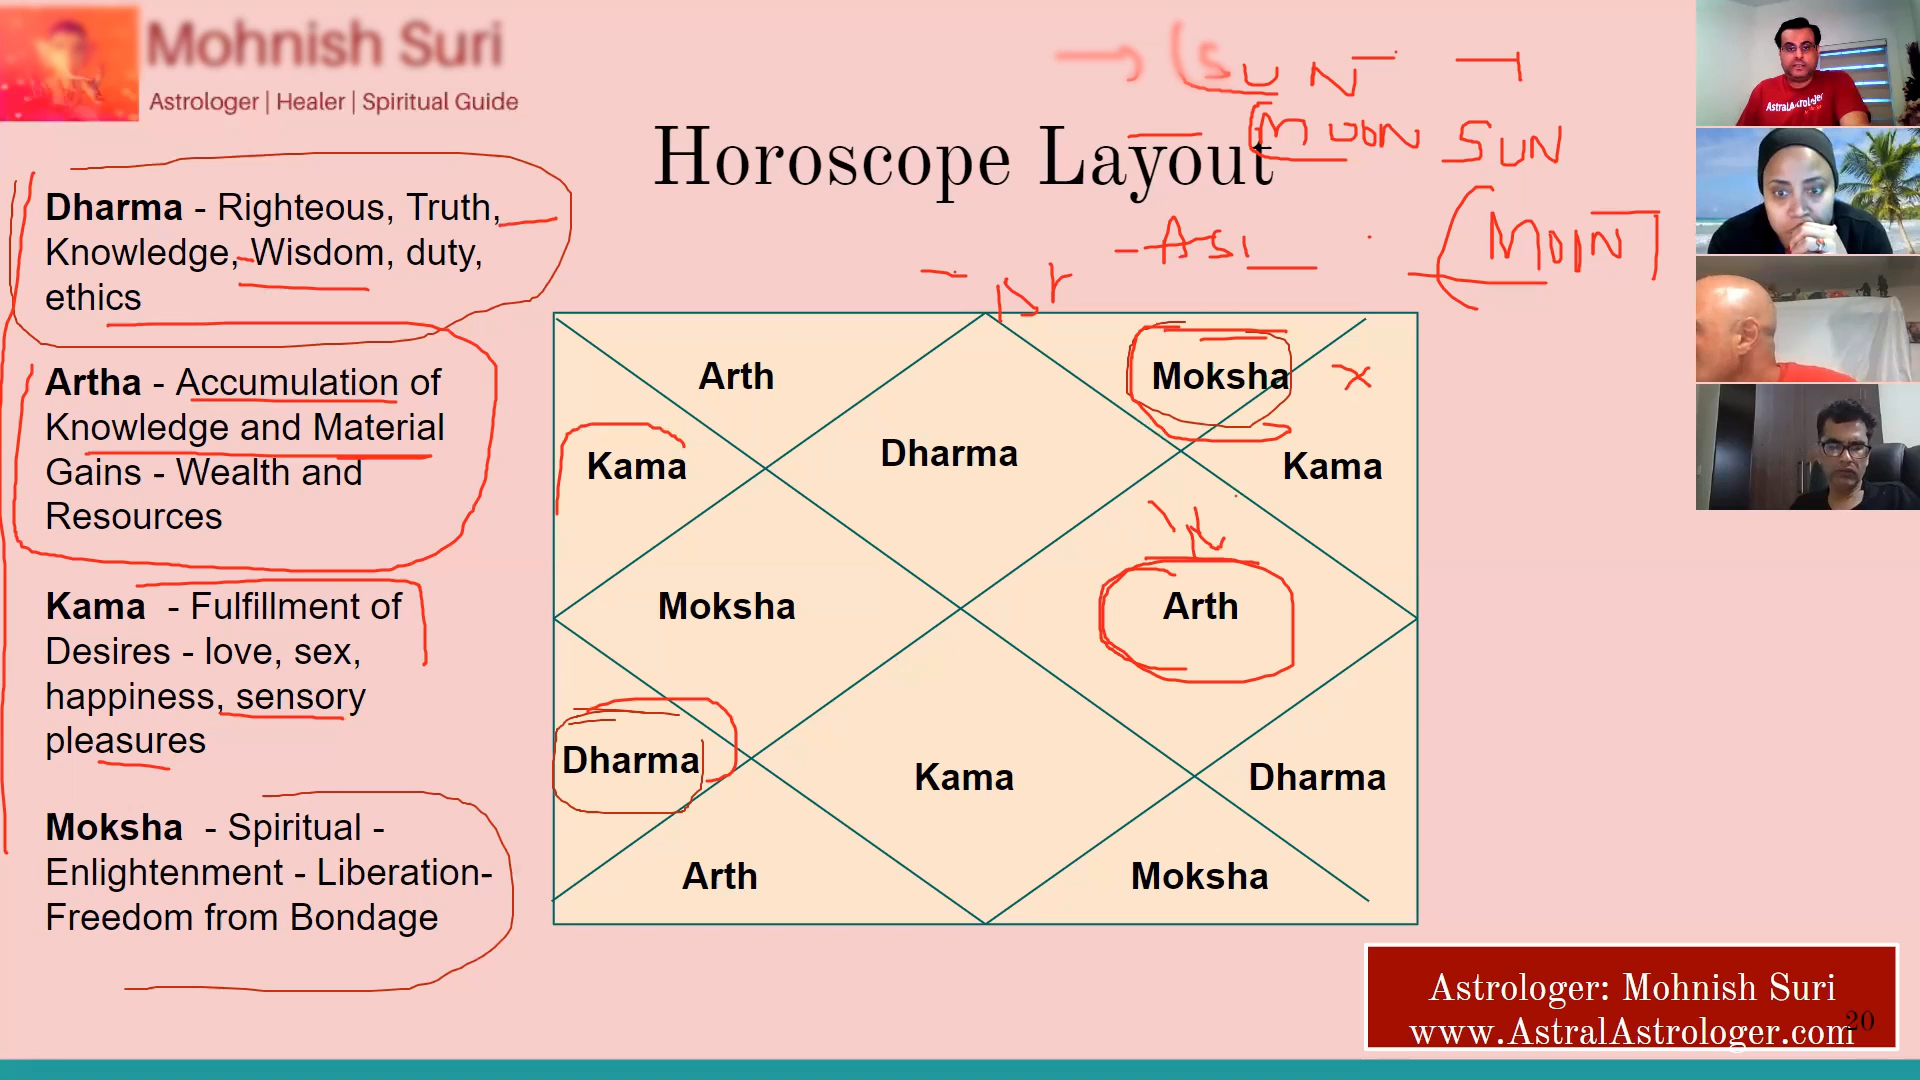 Mohnish Suri
Astrologer | Healer | Spiritual Guide
SUN
MOON SUN
Horoscope Layout
Dharma - Righteous, Truth,
Knowledge, Wisdom, duty,
ethics
Artha - Accumulation of
Knowledge and Material
Gains - Wealth and
Resources
Kama - Fulfillment of
Desires - love, sex,
happiness, sensory
pleasures
Moksha - Spiritual -
Enlightenment - Liberation-
Freedom from Bondage
Arth
Moksha
Kama
Dharma
Kama
Moksha
Arth
Dharma
Kama
Dharma
Arth
Moksha
AstralAstrologer
Astrologer: Mohnish Suri
www.AstralAstrologer.com
20